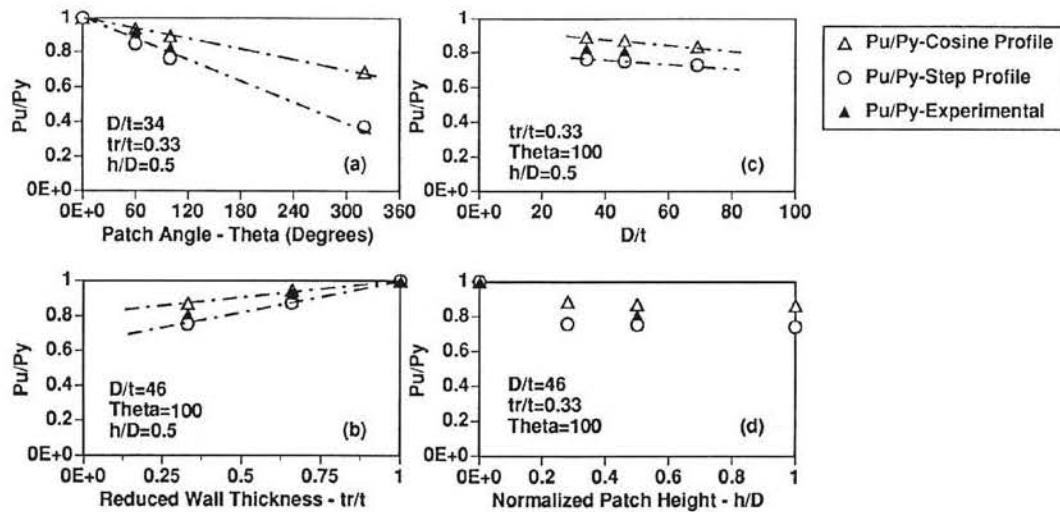 1
0.8
0.6
0.4
0.2
0E+0
Pu/Py
D/t=34
tr/t=0.33
h/D=0.5
(a)
0E+0 60 120 180 240 300 360
Patch Angle - Theta (Degrees)
1
0.8
0.6
0.4
0.2
0E+0
Pu/Py
tr/t=0.33
Theta=100
h/D=0.5
(c)
0E+0 20 40 60 80 100
D/t
Pu/Py-Cosine Profile
Pu/Py-Step Profile
Pu/Py-Experimental
1
0.8
0.6
0.4
0.2
0E+0
Pu/Py
D/t=46
Theta=100
h/D=0.5
(b)
0E+0 0.25 0.5 0.75 1
Reduced Wall Thickness - tr/t
1
0.8
0.6
0.4
0.2
0E+0
Pu/Py
D/t=46
tr/t=0.33
Theta=100
(d)
0E+0 0.2 0.4 0.6 0.8 1
Normalized Patch Height - h/D